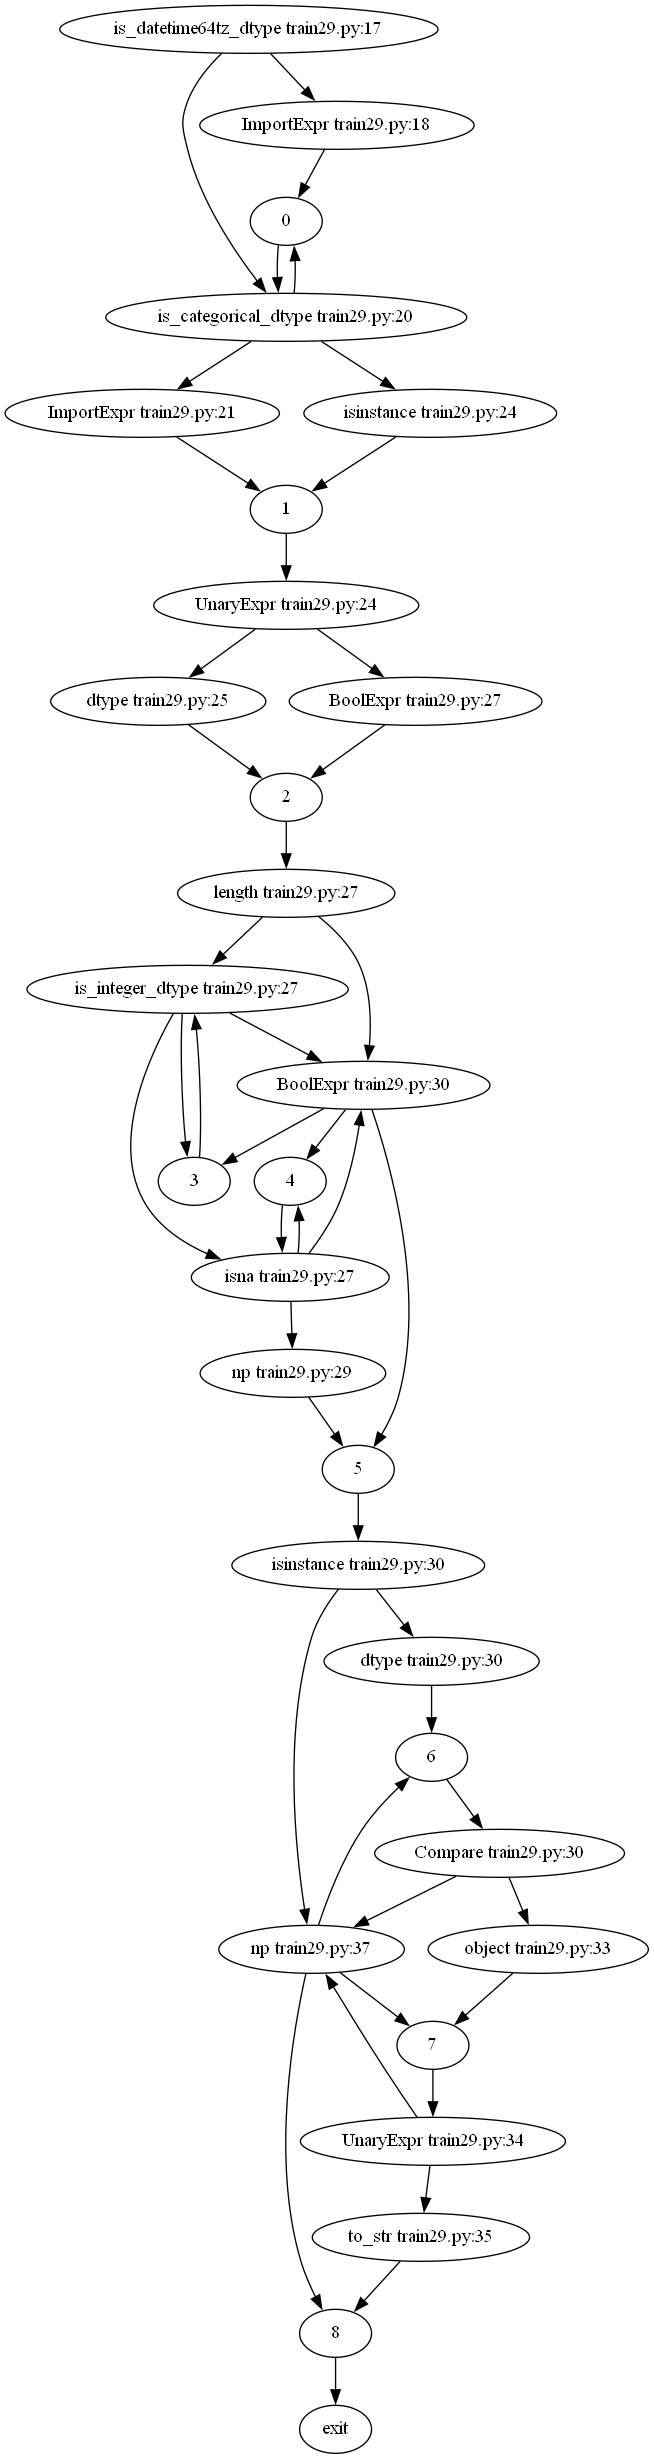 is_datetime64tz_dtype train29.py:17
ImportExpr train29.py:18
0
is_categorical_dtype train29.py:20
ImportExpr train29.py:21
isinstance train29.py:24
1
UnaryExpr train29.py:24
dtype train29.py:25
BoolExpr train29.py:27
2
length train29.py:27
is_integer_dtype train29.py:27
BoolExpr train29.py:30
3
4
isna train29.py:27
np train29.py:29
5
isinstance train29.py:30
dtype train29.py:30
6
Compare train29.py:30
np train29.py:37
object train29.py:33
7
UnaryExpr train29.py:34
to_str train29.py:35
8
exit